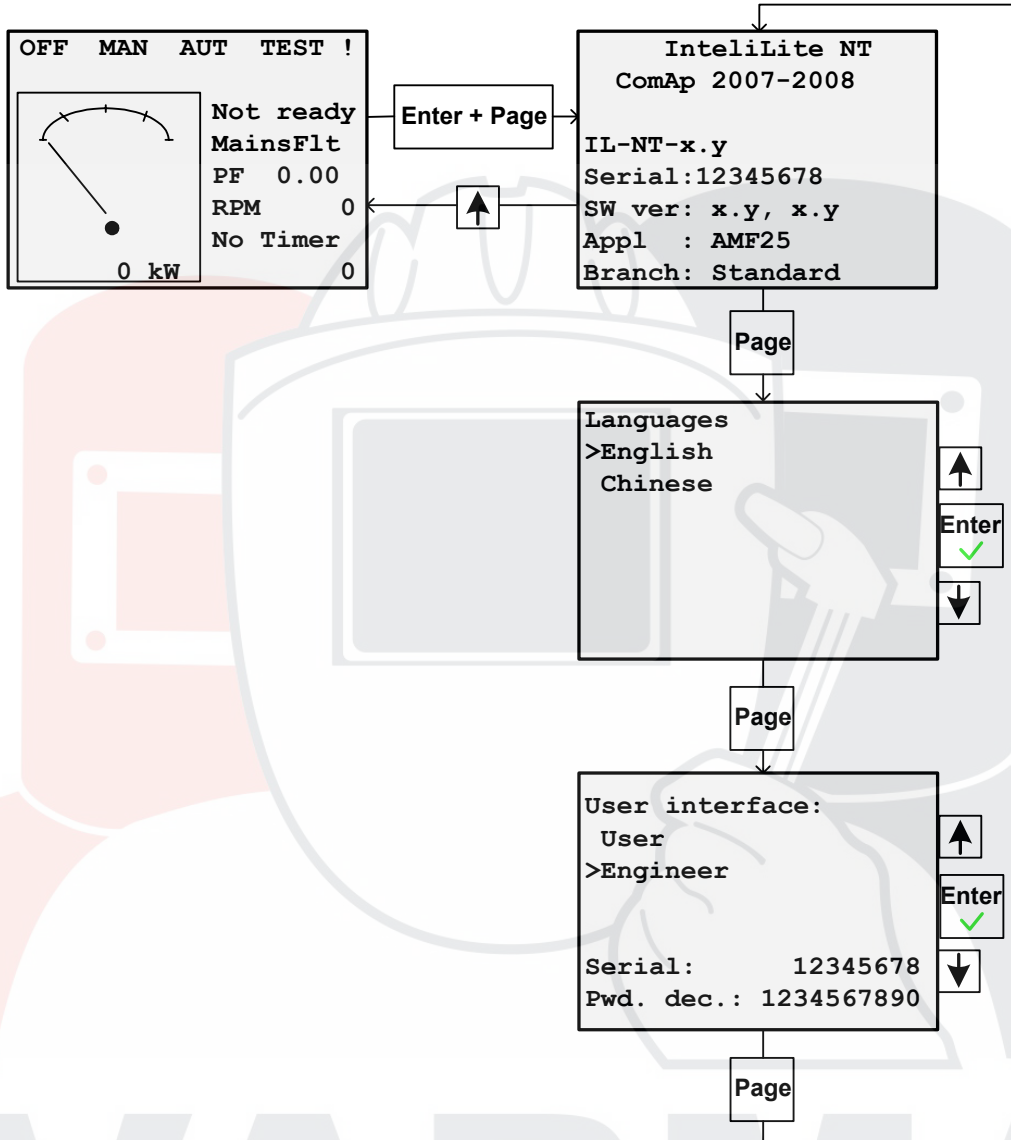 OFF MAN AUT TEST !
Not ready
MainsFlt
PF 0.00
RPM 0
No Timer
0 kW 0
Enter + Page
InteliLite NT
ComAp 2007-2008
IL-NT-x.y
Serial:12345678
SW ver: x.y, x.y
Appl : AMF25
Branch: Standard
Page
Languages
>English
Chinese
Enter
Page
User interface:
User
>Engineer
Enter
Serial: 12345678
Pwd. dec.: 1234567890
Page